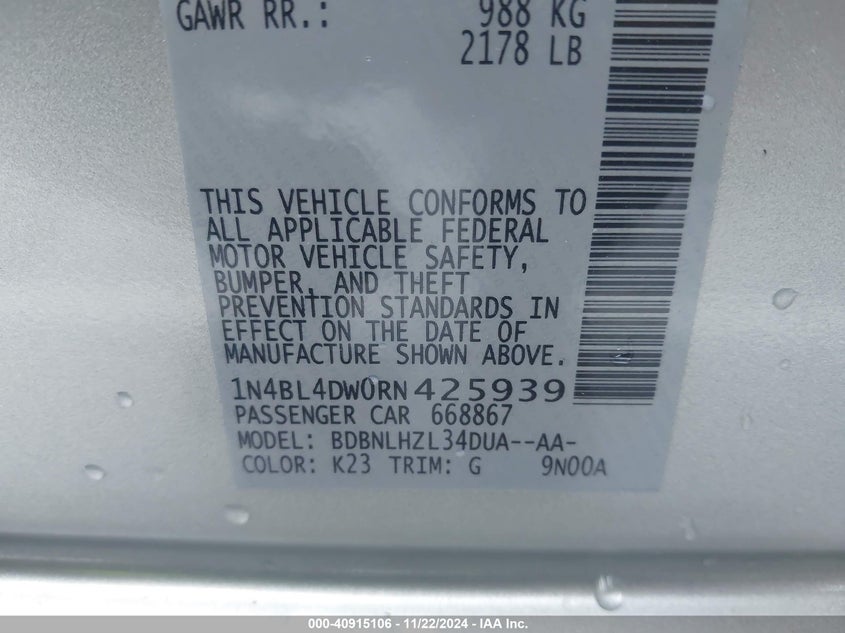 GAWR RR.: 988 KG
2178 LB
THIS VEHICLE CONFORMS TO
ALL APPLICABLE FEDERAL
MOTOR VEHICLE SAFETY,
BUMPER, AND THEFT
PREVENTION STANDARDS IN
EFFECT ON THE DATE OF
MANUFACTURE SHOWN ABOVE.
1N4BL4DW0RN425939
PASSENGER CAR 668867
MODEL: BDBNLHZL34DUA--AA-
COLOR: K23 TRIM: G 9N00A
000-40915106 - 11/22/2024 - IAA Inc.